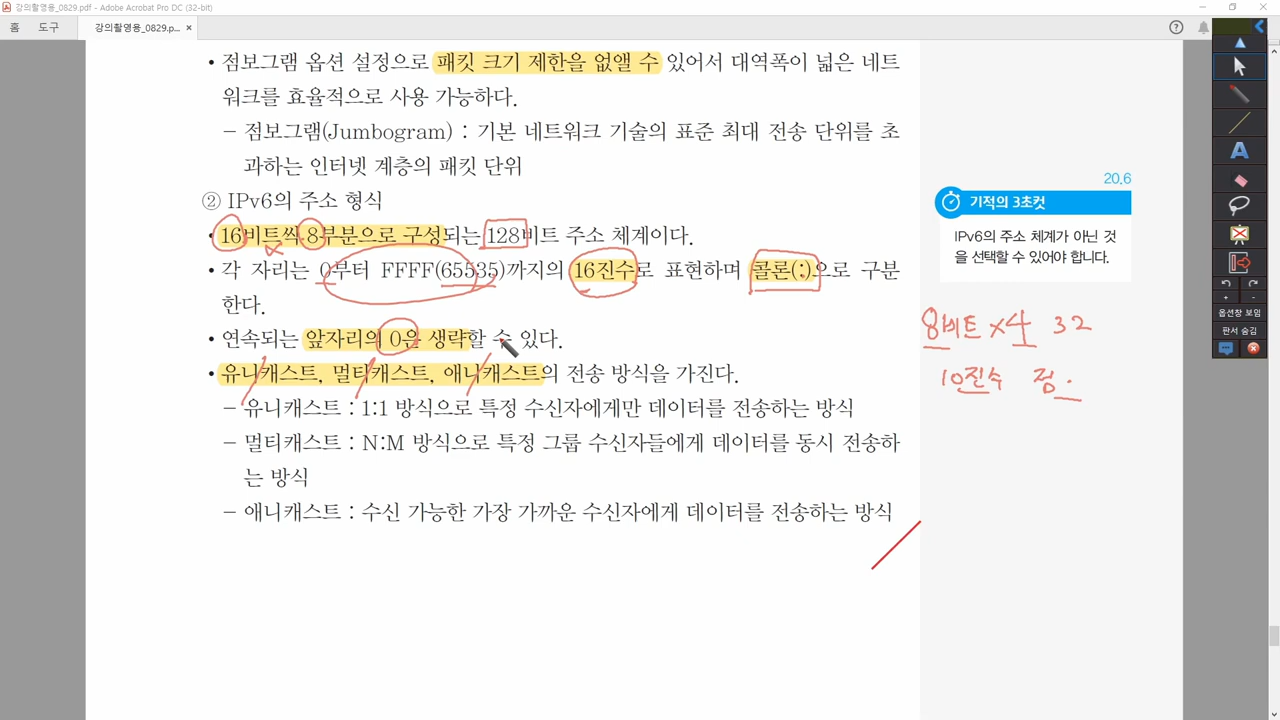 강의촬영용_0829.pdf - Adobe Acrobat Pro DC (32-bit)
홈 도구 강의촬영용_0829.p...
• 점보그램 옵션 설정으로 패킷 크기 제한을 없앨 수 있어서 대역폭이 넓은 네트
워크를 효율적으로 사용 가능하다.
- 점보그램(Jumbogram) : 기본 네트워크 기술의 표준 최대 전송 단위를 초
과하는 인터넷 계층의 패킷 단위
② IPv6의 주소 형식
• 16비트씩 8부분으로 구성되는 128비트 주소 체계이다.
• 각 자리는 0부터 FFFF(65535)까지의 16진수로 표현하며 콜론(:)으로 구분
한다.
• 연속되는 앞자리의 0은 생략할 수 있다.
• 유니캐스트, 멀티캐스트, 애니캐스트의 전송 방식을 가진다.
- 유니캐스트 : 1:1 방식으로 특정 수신자에게만 데이터를 전송하는 방식
- 멀티캐스트 : N:M 방식으로 특정 그룹 수신자들에게 데이터를 동시 전송하
는 방식
- 애니캐스트 : 수신 가능한 가장 가까운 수신자에게 데이터를 전송하는 방식
20.6
기적의 3초컷
IPv6의 주소 체계가 아닌 것
을 선택할 수 있어야 합니다.
8비트 ×4 32
10진수 점 .
옵션창 보임
판서 숨김